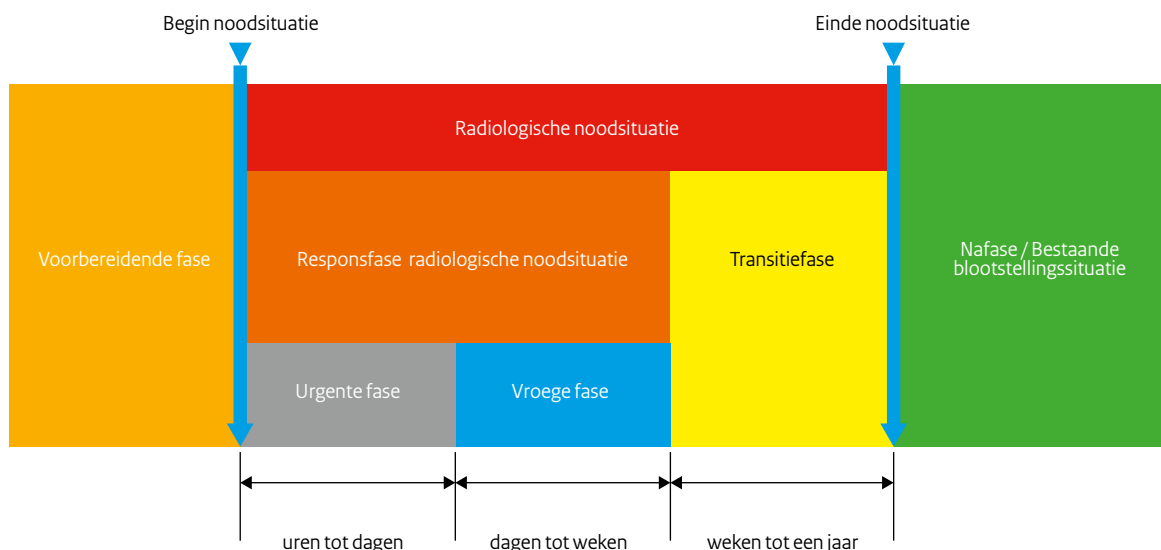 Begin noodsituatie
Einde noodsituatie
Radiologische noodsituatie
Voorbereidende fase
Responsfase radiologische noodsituatie
Transitiefase
Nafase / Bestaande
blootstellingssituatie
Urgente fase
Vroege fase
uren tot dagen
dagen tot weken
weken tot een jaar